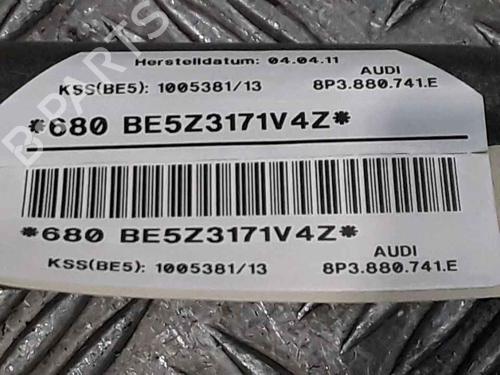 Herstelldatum: 04.04.11
KSS(BE5): 1005381/13 AUDI
8P3.880.741.E
*680 BE5Z3171V4Z*
*680 BE5Z3171V4Z*
KSS(BE5): 1005381/13 AUDI
8P3.880.741.E
B-PARTS